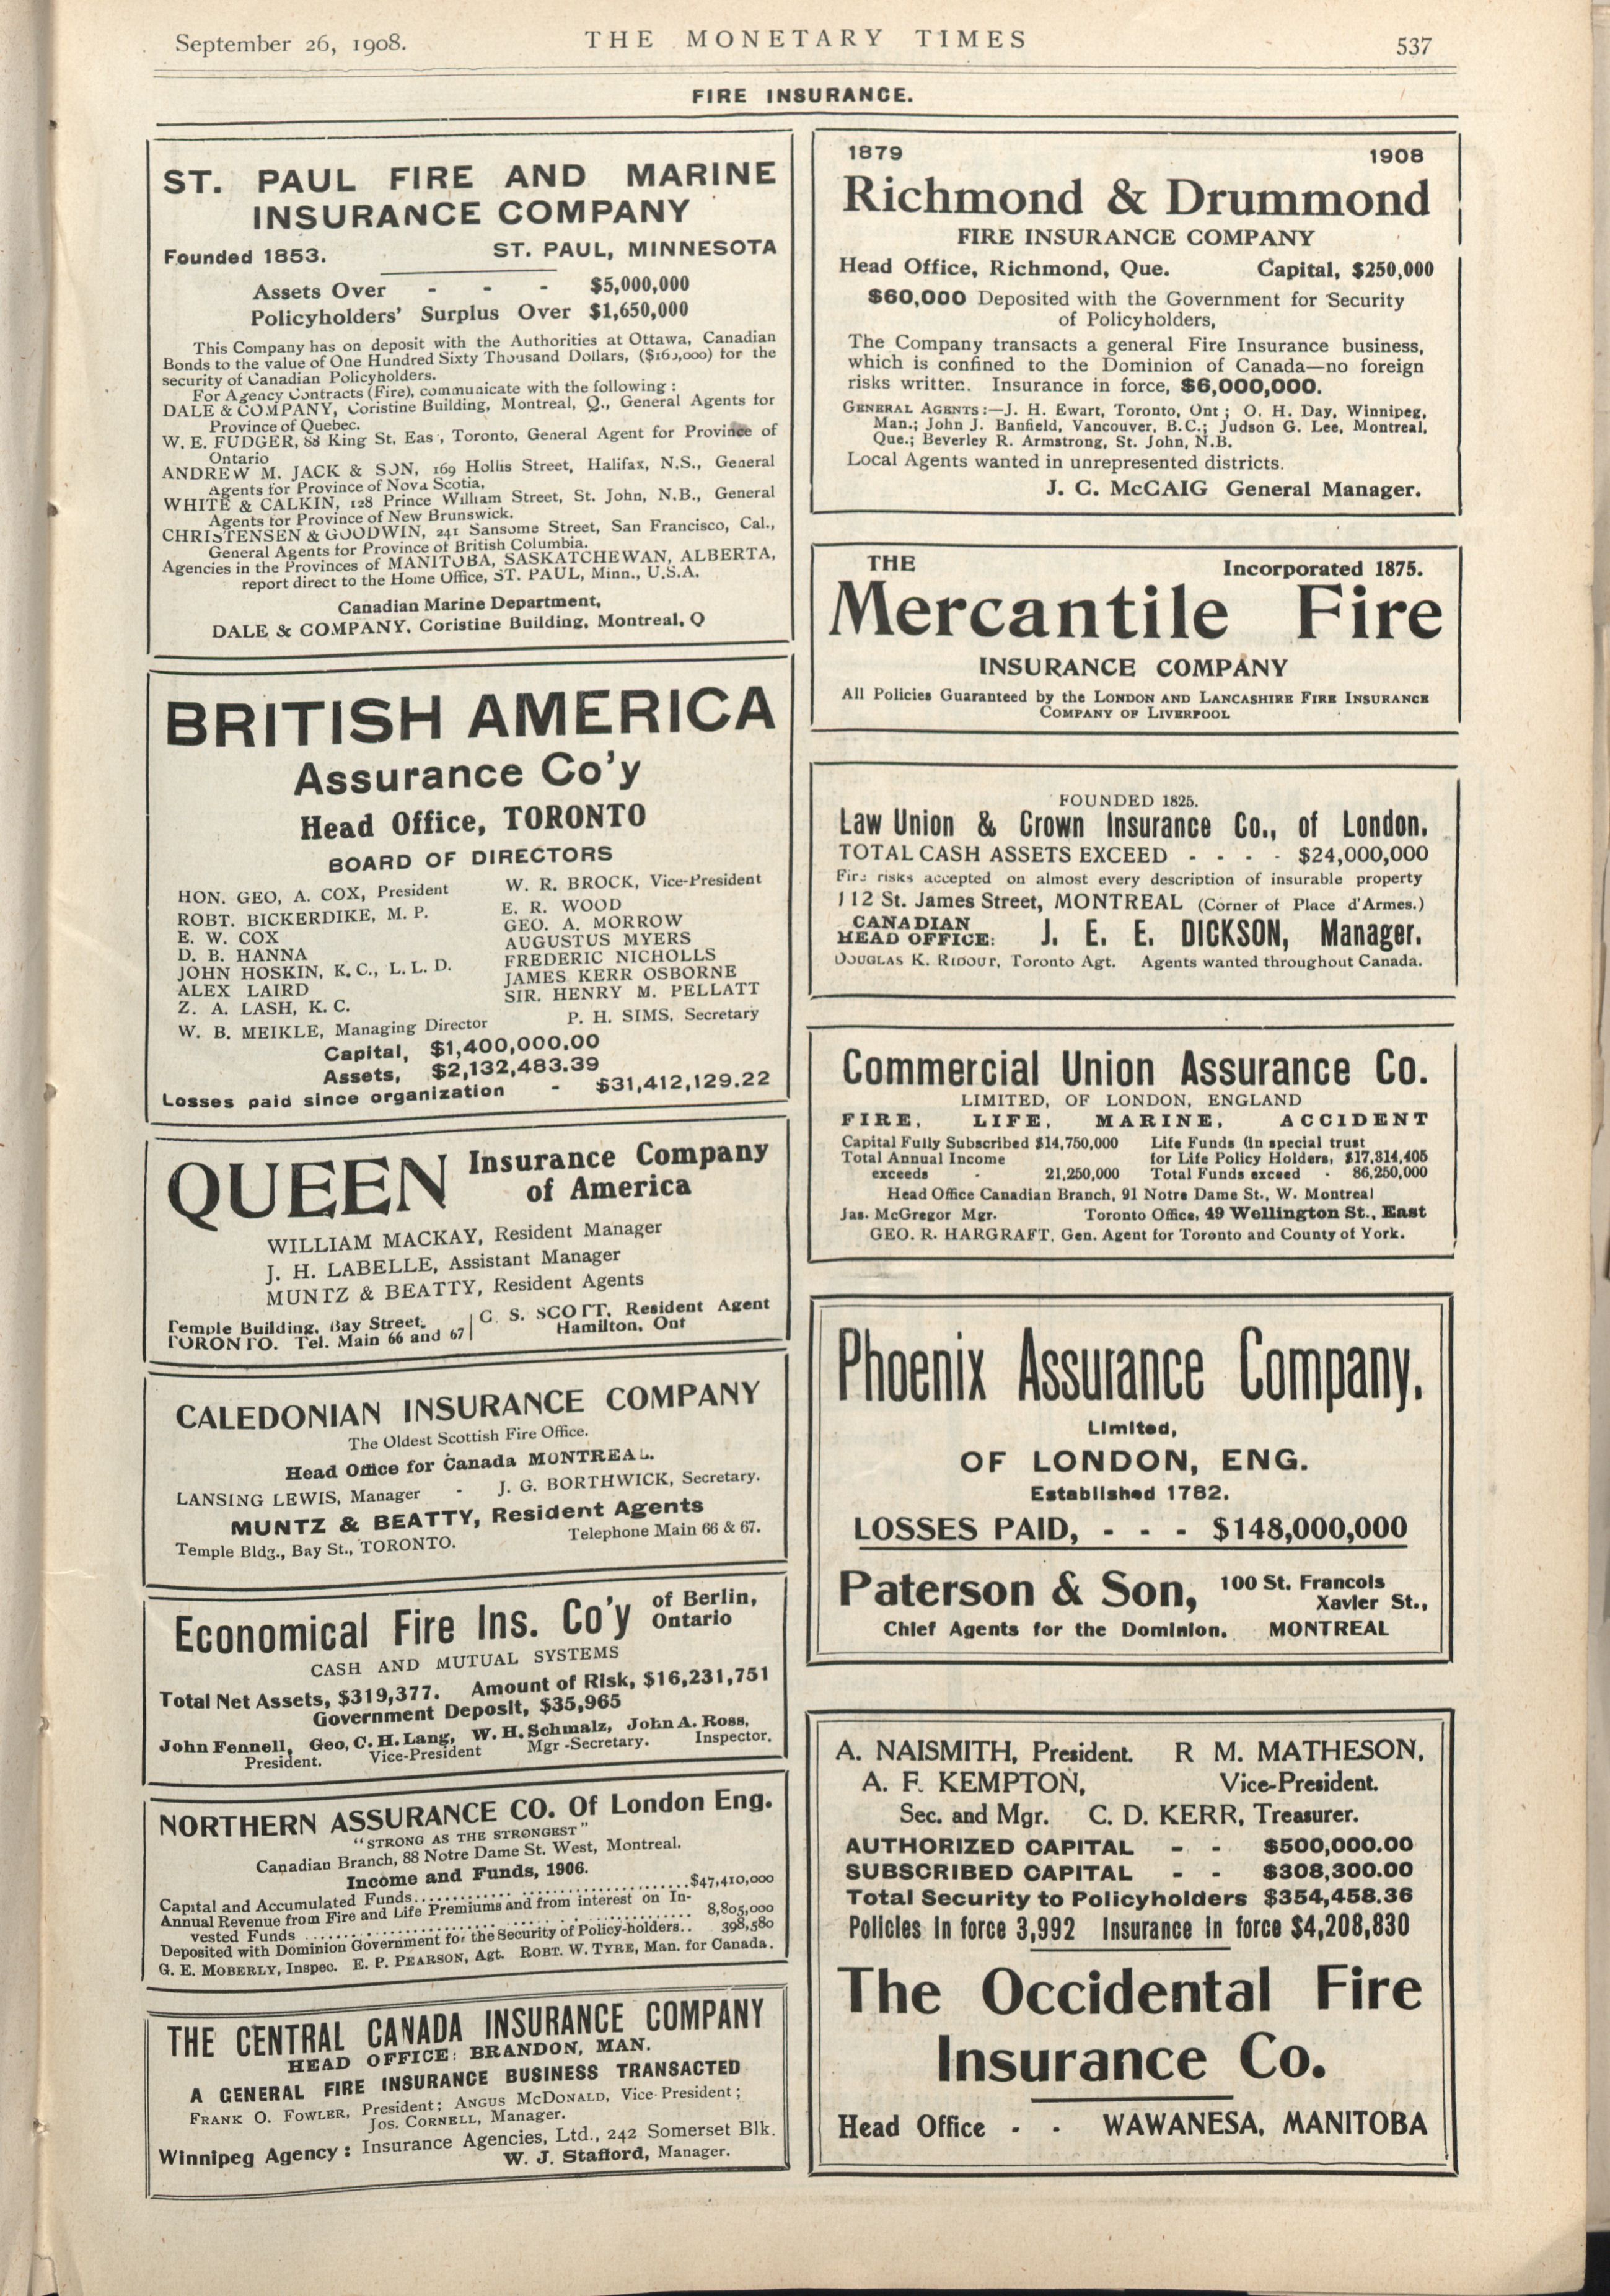 September 26, 1908.
THE MONETARY TIMES
537
FIRE INSURANCE.
ST. PAUL FIRE AND MARINE
INSURANCE COMPANY
Founded 1853.
ST. PAUL, MINNESOTA
Assets Over - - - $5,000,000
Policyholders' Surplus Over $1,650,000
This Company has on deposit with the Authorities at Ottawa, Canadian
Bonds to the value of One Hundred Sixty Thousand Dollars, ($160,000) for the
security of Canadian Policyholders.
For Agency Contracts (Fire), communicate with the following :
DALE & COMPANY, Coristine Building, Montreal, Q., General Agents for
Province of Quebec.
W. E. FUDGER, 88 King St. Eas , Toronto, General Agent for Province of
Ontario
ANDREW M. JACK & SON, 169 Hollis Street, Halifax, N.S., General
Agents for Province of Nova Scotia.
WHITE & CALKIN, 128 Prince William Street, St. John, N.B., General
Agents for Province of New Brunswick.
CHRISTENSEN & GOODWIN, 241 Sansome Street, San Francisco, Cal.,
General Agents for Province of British Columbia.
Agencies in the Provinces of MANITOBA, SASKATCHEWAN, ALBERTA,
report direct to the Home Office, ST. PAUL, Minn., U.S.A.
Canadian Marine Department,
DALE & COMPANY, Coristine Building, Montreal, Q
BRITISH AMERICA
Assurance Co'y
Head Office, TORONTO
BOARD OF DIRECTORS
HON. GEO, A. COX, President
W. R. BROCK, Vice-President
ROBT. BICKERDIKE, M. P.
E. R. WOOD
E. W. COX
GEO. A. MORROW
D. B. HANNA
AUGUSTUS MYERS
JOHN HOSKIN, K.C., L.L.D.
FREDERIC NICHOLLS
ALEX LAIRD
JAMES KERR OSBORNE
Z. A. LASH, K. C.
SIR. HENRY M. PELLATT
W. B. MEIKLE, Managing Director
P. H. SIMS, Secretary
Capital, $1,400,000.00
Assets, $2,132,483.39
Losses paid since organization - $31,412,129.22
QUEEN Insurance Company
of America
WILLIAM MACKAY, Resident Manager
J. H. LABELLE, Assistant Manager
MUNTZ & BEATTY, Resident Agents
Temple Building, Bay Street,
TORONTO. Tel. Main 66 and 67
C. S. SCOTT, Resident Agent
Hamilton, Ont
CALEDONIAN INSURANCE COMPANY
The Oldest Scottish Fire Office.
Head Office for Canada MONTREAL.
LANSING LEWIS, Manager - J. G. BORTHWICK, Secretary.
MUNTZ & BEATTY, Resident Agents
Temple Bldg., Bay St., TORONTO.
Telephone Main 66 & 67.
Economical Fire Ins. Co'y of Berlin,
Ontario
CASH AND MUTUAL SYSTEMS
Total Net Assets, $319,377. Amount of Risk, $16,231,751
Government Deposit, $35,965
John Fennell, Geo, C. H. Lang, W. H. Schmalz, John A. Ross,
President. Vice-President Mgr -Secretary. Inspector.
NORTHERN ASSURANCE CO. Of London Eng.
"STRONG AS THE STRONGEST"
Canadian Branch, 88 Notre Dame St. West, Montreal.
Income and Funds, 1906.
Capital and Accumulated Funds....................$47,410,000
Annual Revenue from Fire and Life Premiums and from interest on In-
vested Funds .................... 8,805,000
Deposited with Dominion Government for the Security of Policy-holders.. 398,580
G. E. MOBERLY, Inspec. E. P. PEARSON, Agt. ROBT. W. TYRE, Man. for Canada.
THE CENTRAL CANADA INSURANCE COMPANY
HEAD OFFICE: BRANDON, MAN.
A GENERAL FIRE INSURANCE BUSINESS TRANSACTED
FRANK O. FOWLER, President; ANGUS MCDONALD, Vice-President;
JOS. CORNELL, Manager.
Winnipeg Agency: Insurance Agencies, Ltd., 242 Somerset Blk.
W. J. Stafford, Manager.
1879
1908
Richmond & Drummond
FIRE INSURANCE COMPANY
Head Office, Richmond, Que. Capital, $250,000
$60,000 Deposited with the Government for Security
of Policyholders,
The Company transacts a general Fire Insurance business,
which is confined to the Dominion of Canada—no foreign
risks written. Insurance in force, $6,000,000.
GENERAL AGENTS:—J. H. Ewart, Toronto, Ont ; O. H. Day, Winnipeg,
Man.; John J. Banfield, Vancouver, B.C.; Judson G. Lee, Montreal,
Que.; Beverley R. Armstrong, St. John, N.B.
Local Agents wanted in unrepresented districts.
J. C. McCAIG General Manager.
THE
Incorporated 1875.
Mercantile Fire
INSURANCE COMPANY
All Policies Guaranteed by the LONDON AND LANCASHIRE FIRE INSURANCE
COMPANY OF LIVERPOOL
FOUNDED 1825.
Law Union & Crown Insurance Co., of London.
TOTAL CASH ASSETS EXCEED - - - - $24,000,000
Fire risks accepted on almost every description of insurable property
112 St. James Street, MONTREAL (Corner of Place d'Armes.)
CANADIAN
HEAD OFFICE:
J. E. E. DICKSON, Manager.
DOUGLAS K. RIDOUT, Toronto Agt. Agents wanted throughout Canada.
Commercial Union Assurance Co.
LIMITED, OF LONDON, ENGLAND
FIRE, LIFE, MARINE, ACCIDENT
Capital Fully Subscribed $14,750,000
Life Funds (in special trust
Total Annual Income
for Life Policy Holders, $17,314,405
exceeds - 21,250,000
Total Funds exceed - 86,250,000
Head Office Canadian Branch, 91 Notre Dame St., W. Montreal
Jas. McGregor Mgr. Toronto Office, 49 Wellington St., East
GEO. R. HARGRAFT, Gen. Agent for Toronto and County of York.
Phoenix Assurance Company,
Limited,
OF LONDON, ENG.
Established 1782.
LOSSES PAID, - - - $148,000,000
Paterson & Son, 100 St. Francois
Xavier St.,
Chief Agents for the Dominion. MONTREAL
A. NAISMITH, President. R M. MATHESON,
A. F. KEMPTON, Vice-President.
Sec. and Mgr. C. D. KERR, Treasurer.
AUTHORIZED CAPITAL - - $500,000.00
SUBSCRIBED CAPITAL - - $308,300.00
Total Security to Policyholders $354,458.36
Policies in force 3,992 Insurance in force $4,208,830
The Occidental Fire
Insurance Co.
Head Office - - WAWANESA, MANITOBA